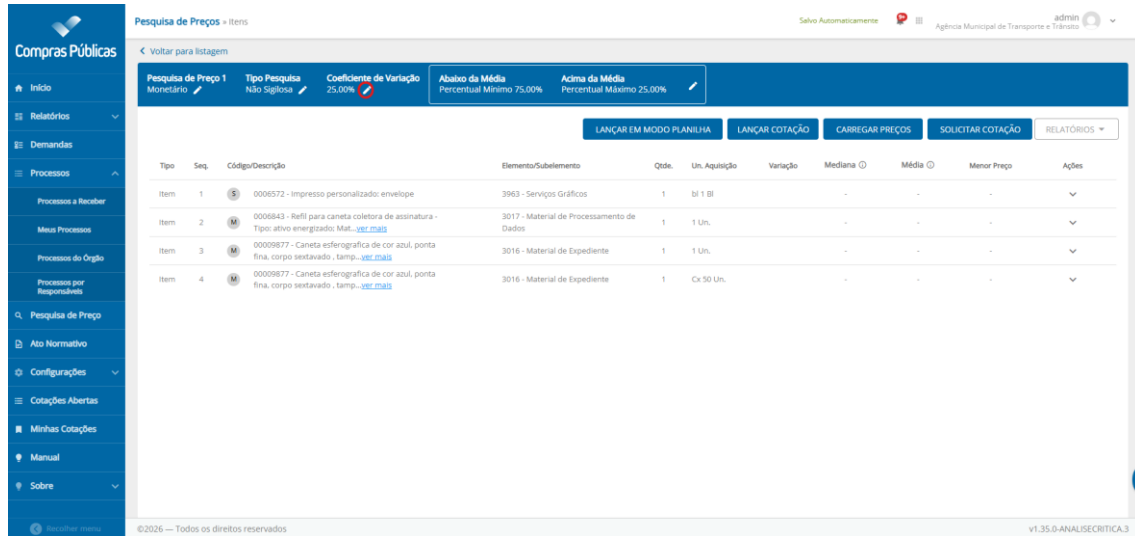 Compras Públicas
Início
Relatórios
Demandas
Processos
Processos a Receber
Meus Processos
Processos do Órgão
Processos por
Responsáveis
Pesquisa de Preço
Ato Normativo
Configurações
Cotações Abertas
Minhas Cotações
Manual
Sobre
Recolher menu
Pesquisa de Preços » Itens
Salvo Automaticamente
9+
admin
Agência Municipal de Transporte e Trânsito
Voltar para listagem
Pesquisa de Preço 1 Tipo Pesquisa Coeficiente de Variação Abaixo da Média Acima da Média
Monetário Não Sigilosa 25,00% Percentual Mínimo 75,00% Percentual Máximo 25.00%
LANÇAR EM MODO PLANILHA LANÇAR COTAÇÃO CARREGAR PREÇOS SOLICITAR COTAÇÃO RELATÓRIOS
Tipo Seq. Código/Descrição Elemento/Subelemento Qtde. Un. Aquisição Variação Mediana Média Menor Preço Ações
Item 1 S 0006572 - Impresso personalizado; envelope 3963 - Serviços Gráficos 1 bl 1 Bl - - -
Item 2 M 0006843 - Refil para caneta coletora de assinatura - 3017 - Material de Processamento de 1 1 Un. - - -
Tipo: ativo energizado; Mat...ver mais Dados
Item 3 M 00009877 - Caneta esferografica de cor azul, ponta 3016 - Material de Expediente 1 1 Un. - - -
fina, corpo sextavado , tamp...ver mais
Item 4 M 00009877 - Caneta esferografica de cor azul, ponta 3016 - Material de Expediente 1 Cx 50 Un. - - -
fina, corpo sextavado , tamp...ver mais
©2026 — Todos os direitos reservados
v1.35.0-ANALISECRITICA.3